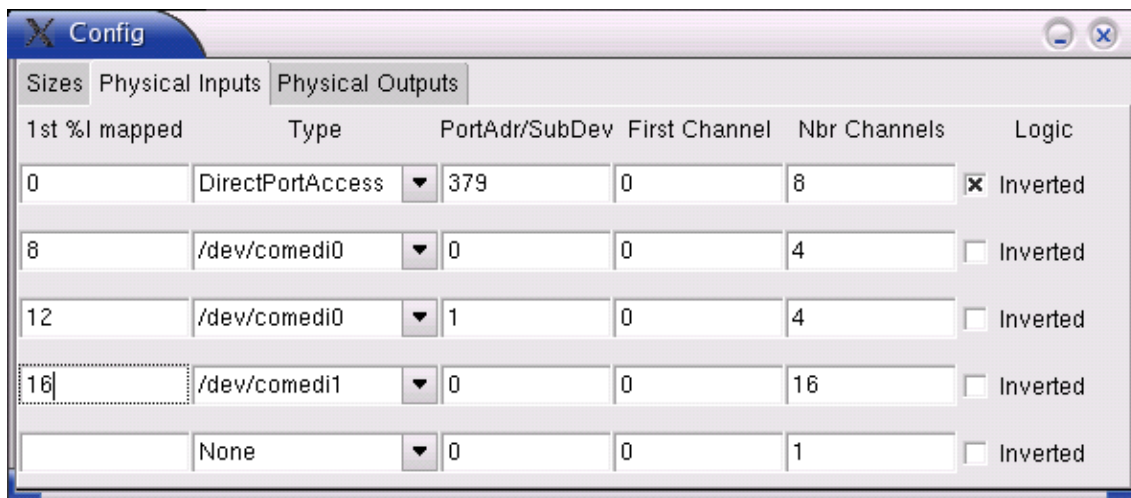 Config
Sizes Physical Inputs Physical Outputs
1st %I mapped Type PortAdr/SubDev First Channel Nbr Channels Logic
0 DirectPortAccess 379 0 8 Inverted
8 /dev/comedi0 0 0 4 Inverted
12 /dev/comedi0 1 0 4 Inverted
16 /dev/comedi1 0 0 16 Inverted
None 0 0 1 Inverted